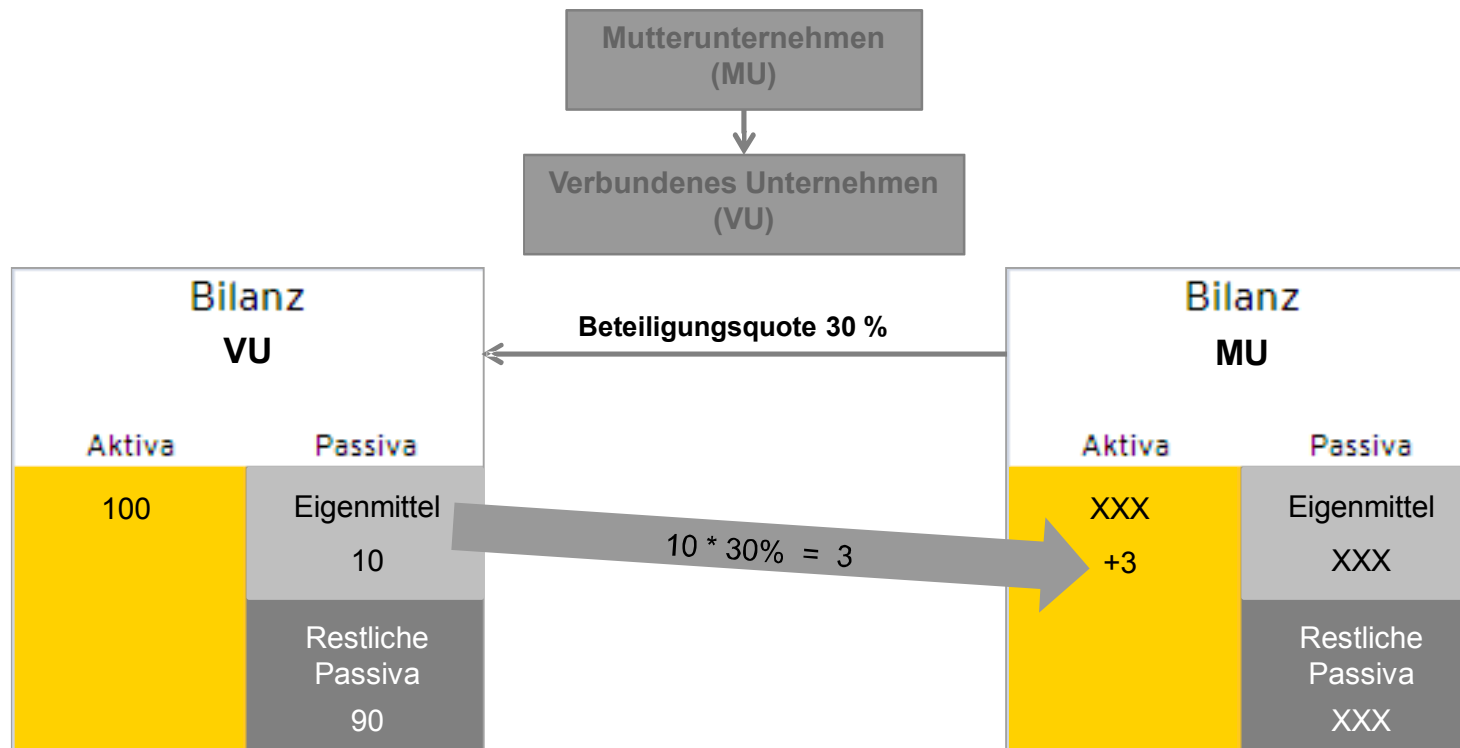 Mutterunternehmen
(MU)
Verbundenes Unternehmen
(VU)
Bilanz
VU
Aktiva Passiva
100
Eigenmittel
10
Restliche
Passiva
90
Beteiligungsquote 30 %
10 * 30% = 3
Bilanz
MU
Aktiva Passiva
XXX
+3
Eigenmittel
XXX
Restliche
Passiva
XXX